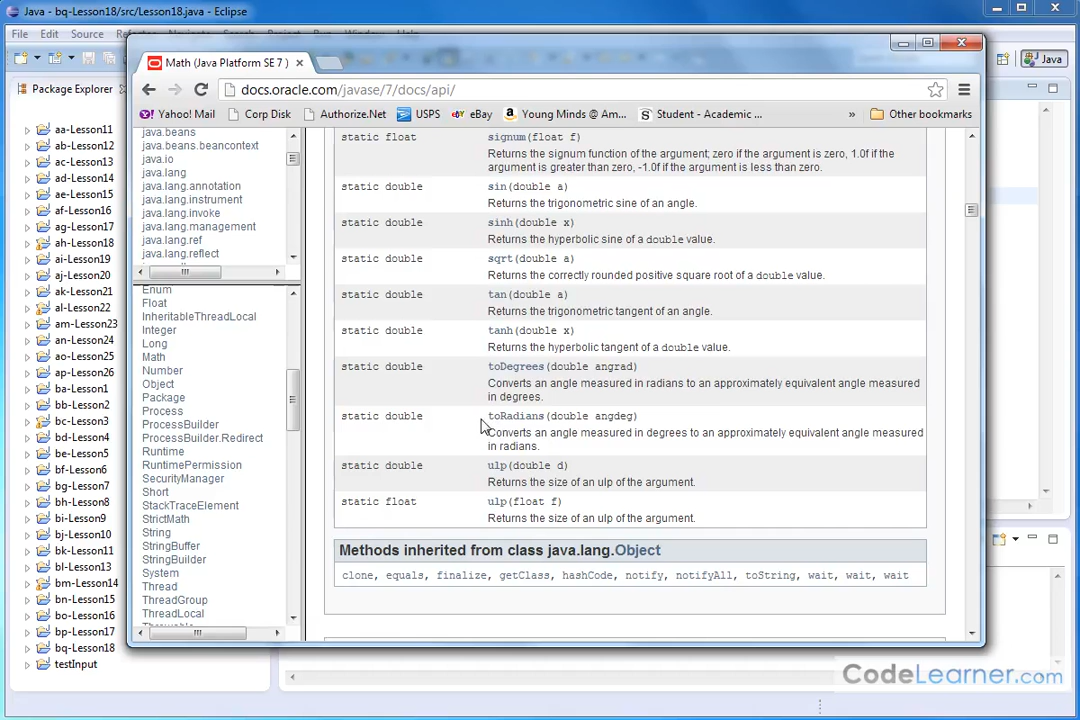 Java - bq-Lesson18/src/Lesson18.java - Eclipse
File Edit Source
Package Explorer
Java
aa-Lesson11
ab-Lesson12
ac-Lesson13
ad-Lesson14
ae-Lesson15
af-Lesson16
ag-Lesson17
ah-Lesson18
ai-Lesson19
aj-Lesson20
ak-Lesson21
al-Lesson22
am-Lesson23
an-Lesson24
ao-Lesson25
ap-Lesson26
ba-Lesson1
bb-Lesson2
bc-Lesson3
bd-Lesson4
be-Lesson5
bf-Lesson6
bg-Lesson7
bh-Lesson8
bi-Lesson9
bj-Lesson10
bk-Lesson11
bl-Lesson13
bm-Lesson14
bn-Lesson15
bo-Lesson16
bp-Lesson17
bq-Lesson18
testInput
Math (Java Platform SE 7 )
docs.oracle.com/javase/7/docs/api/
Yahoo! Mail Corp Disk Authorize.Net USPS eBay Young Minds @ Am... Student - Academic ... » Other bookmarks
java.beans
java.beans.beancontext
java.io
java.lang
java.lang.annotation
java.lang.instrument
java.lang.invoke
java.lang.management
java.lang.ref
java.lang.reflect
Enum
Float
InheritableThreadLocal
Integer
Long
Math
Number
Object
Package
Process
ProcessBuilder
ProcessBuilder.Redirect
Runtime
RuntimePermission
SecurityManager
Short
StackTraceElement
StrictMath
String
StringBuffer
StringBuilder
System
Thread
ThreadGroup
ThreadLocal
static float signum(float f)
Returns the signum function of the argument; zero if the argument is zero, 1.0f if the
argument is greater than zero, -1.0f if the argument is less than zero.
static double sin(double a)
Returns the trigonometric sine of an angle.
static double sinh(double x)
Returns the hyperbolic sine of a double value.
static double sqrt(double a)
Returns the correctly rounded positive square root of a double value.
static double tan(double a)
Returns the trigonometric tangent of an angle.
static double tanh(double x)
Returns the hyperbolic tangent of a double value.
static double toDegrees(double angrad)
Converts an angle measured in radians to an approximately equivalent angle measured
in degrees.
static double toRadians(double angdeg)
Converts an angle measured in degrees to an approximately equivalent angle measured
in radians.
static double ulp(double d)
Returns the size of an ulp of the argument.
static float ulp(float f)
Returns the size of an ulp of the argument.
Methods inherited from class java.lang.Object
clone, equals, finalize, getClass, hashCode, notify, notifyAll, toString, wait, wait, wait
CodeLearner.com